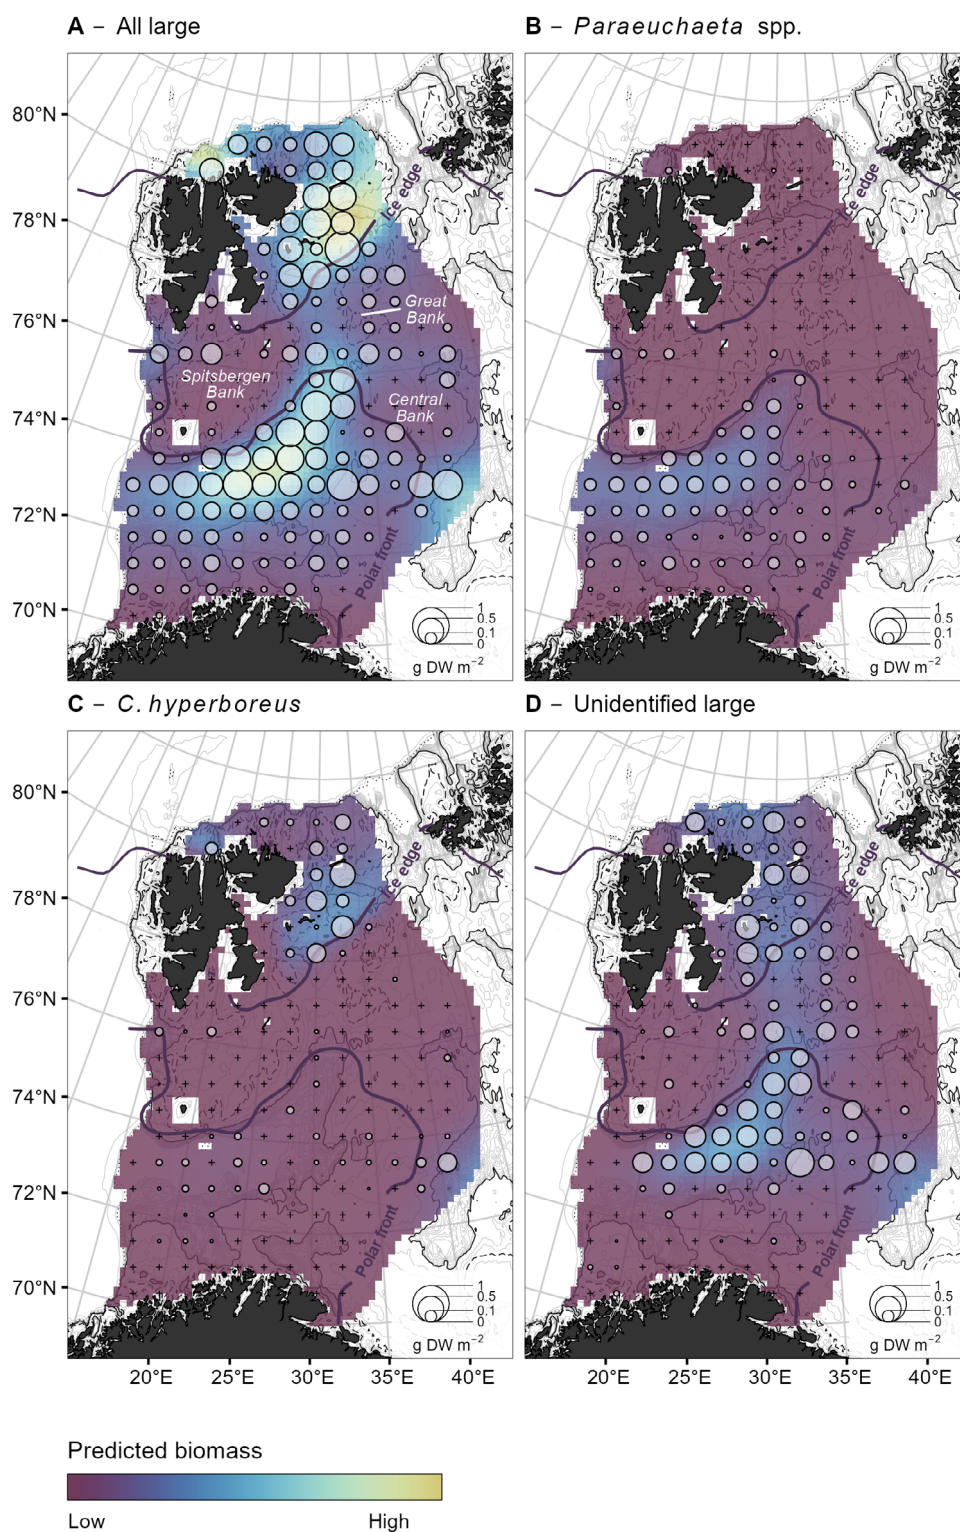 A – All large
B – Paraeuchaeta spp.
80°N
78°N
76°N
74°N
72°N
70°N
Ice edge
Great
Bank
Spitsbergen
Bank
Central
Bank
Polar front
1
0.5
0.1
0
g DW m⁻²
Ice edge
Polar front
1
0.5
0.1
0
g DW m⁻²
C – C. hyperboreus
D – Unidentified large
80°N
78°N
76°N
74°N
72°N
70°N
Ice edge
Polar front
1
0.5
0.1
0
g DW m⁻²
Ice edge
Polar front
1
0.5
0.1
0
g DW m⁻²
20°E 25°E 30°E 35°E 40°E
20°E 25°E 30°E 35°E 40°E
Predicted biomass
Low High